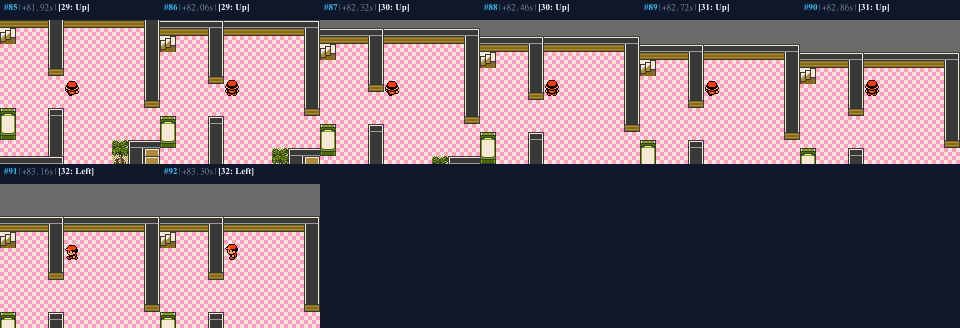 #85|+81.92s|[29: Up]
#86|+82.06s|[29: Up]
#87|+82.32s|[30: Up]
#88|+82.46s|[30: Up]
#89|+82.72s|[31: Up]
#90|+82.86s|[31: Up]
#91|+83.16s|[32: Left]
#92|+83.30s|[32: Left]